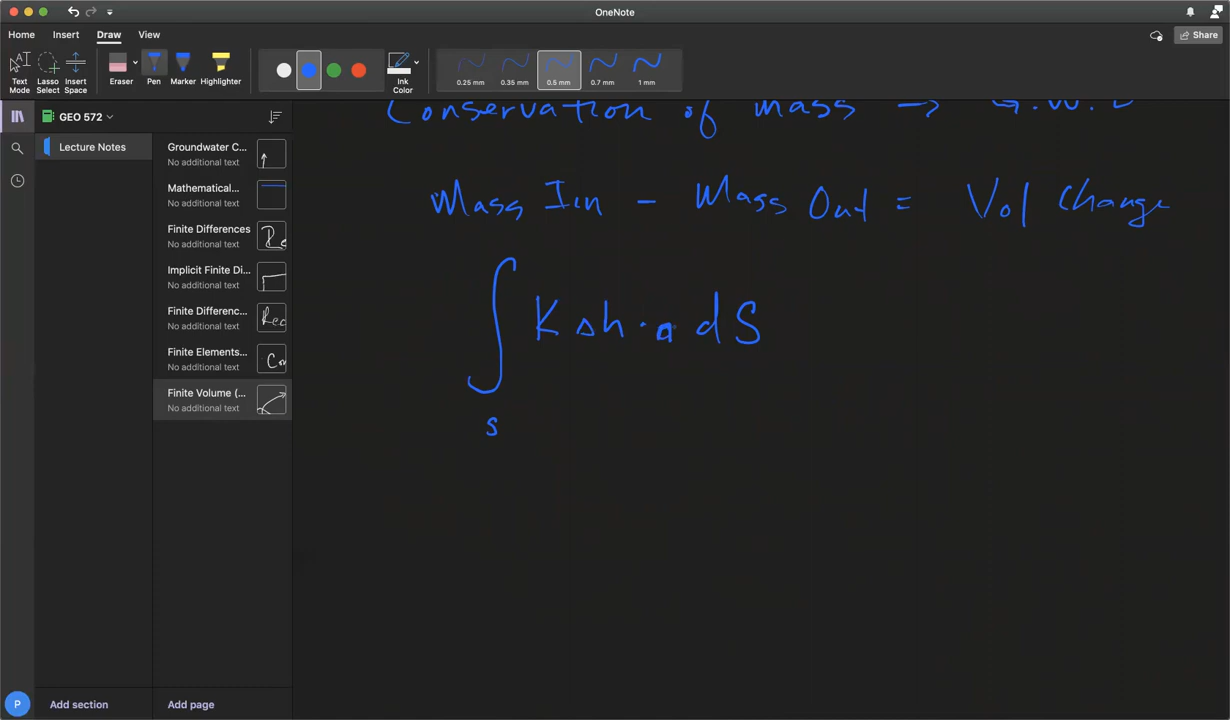 OneNote
Home Insert Draw View
Share
Text Mode Lasso Select Insert Space Eraser Pen Marker Highlighter Ink Color 0.25 mm 0.35 mm 0.5 mm 0.7 mm 1 mm
GEO 572
Lecture Notes
Groundwater C...
No additional text
Mathematical...
No additional text
Finite Differences
No additional text
Implicit Finite Di...
No additional text
Finite Differenc...
No additional text
Finite Elements...
No additional text
Finite Volume (...
No additional text
Conservation of mass → G.W.
Mass In - Mass Out = Vol Change
∫ K △h · n dS
s
P
Add section
Add page